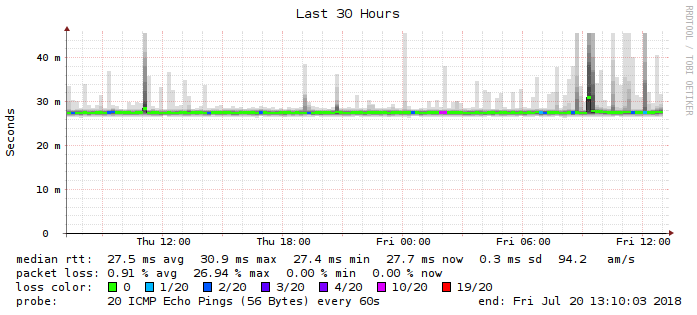 Last 30 Hours
RRDTOOL / TOBI OETIKER
Seconds
40 m
30 m
20 m
10 m
0
Thu 12:00 Thu 18:00 Fri 00:00 Fri 06:00 Fri 12:00
median rtt: 27.5 ms avg 30.9 ms max 27.4 ms min 27.7 ms now 0.3 ms sd 94.2 am/s
packet loss: 0.91 % avg 26.94 % max 0.00 % min 0.00 % now
loss color: 0 1/20 2/20 3/20 4/20 10/20 19/20
probe: 20 ICMP Echo Pings (56 Bytes) every 60s end: Fri Jul 20 13:10:03 2018